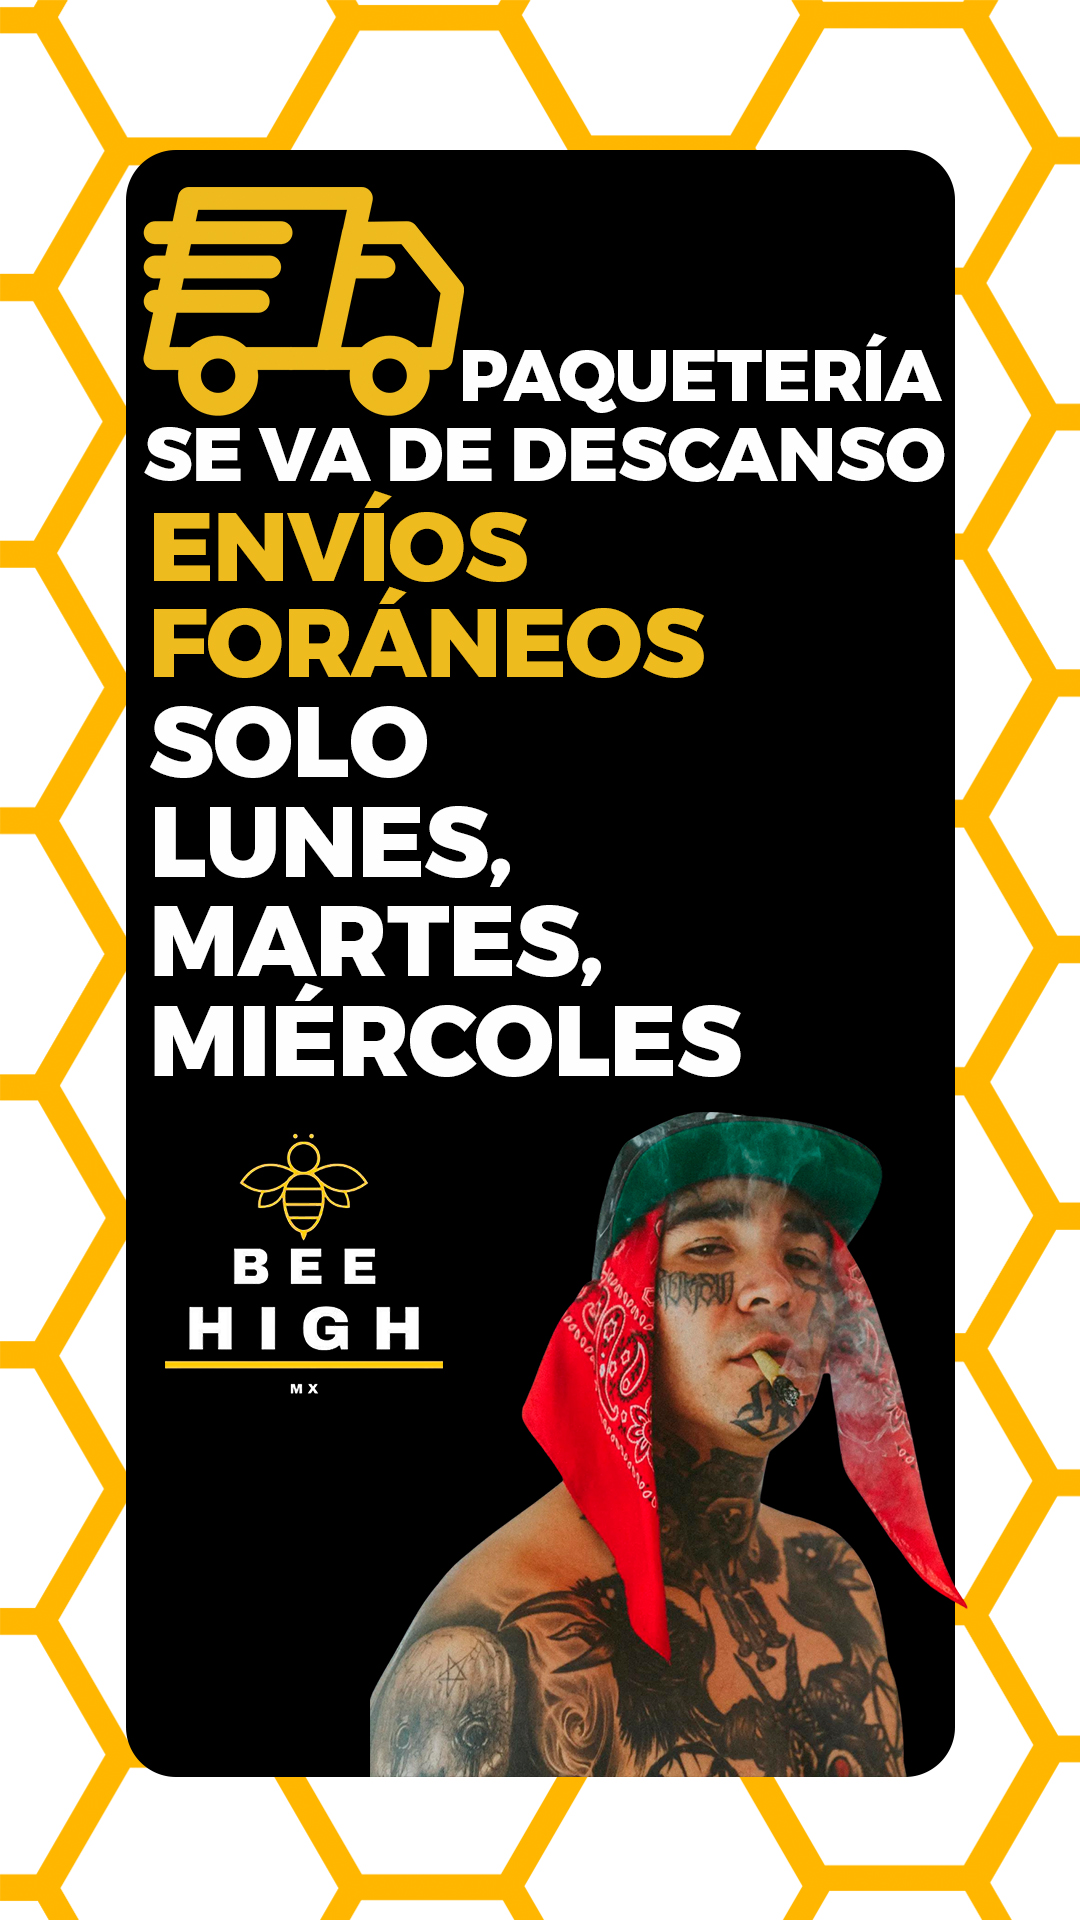 PAQUETERÍA
SE VA DE DESCANSO
ENVÍOS
FORÁNEOS
SOLO
LUNES,
MARTES,
MIÉRCOLES
BEE
HIGH
MX